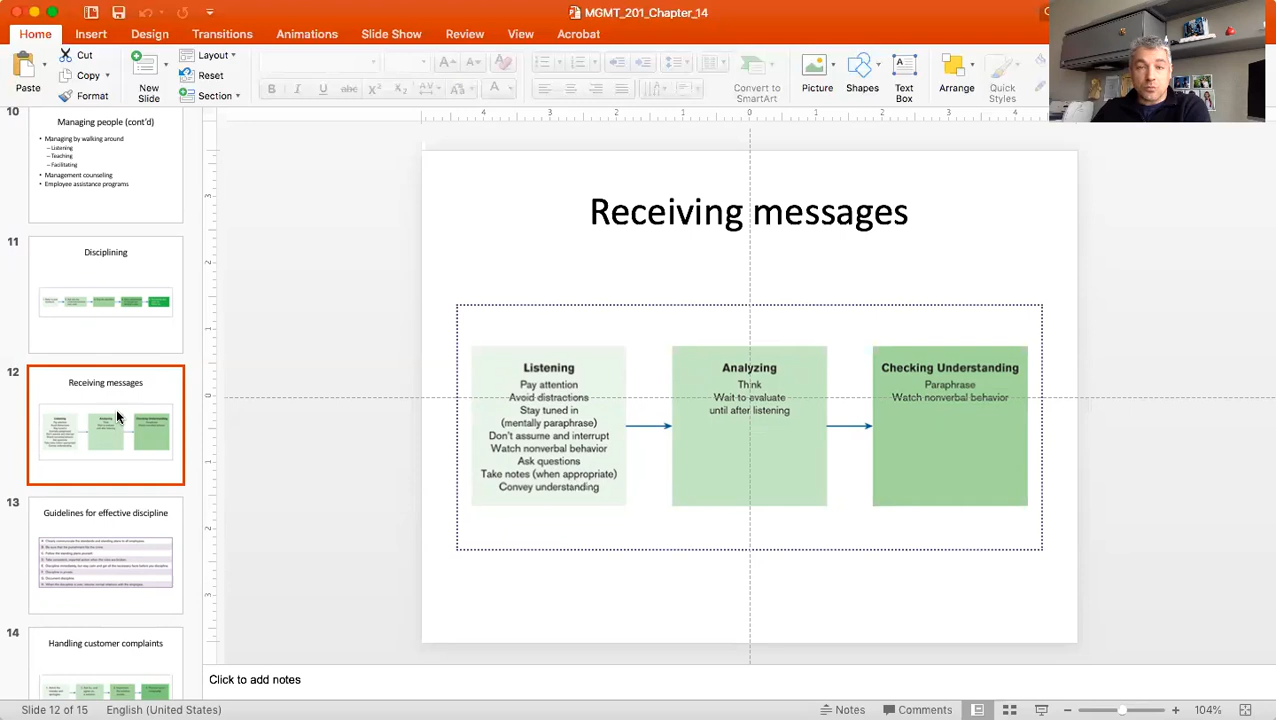 MGMT_201_Chapter_14
Home Insert Design Transitions Animations Slide Show Review View Acrobat
Paste
Cut
Copy
Format
New
Slide
Layout
Reset
Section
Convert to
SmartArt
Picture
Shapes
Text
Box
Arrange
Quick
Styles
10
Managing people (cont'd)
• Managing by walking around
– Listening
– Teaching
– Facilitating
• Management counseling
• Employee assistance programs
11
Disciplining
12
Receiving messages
13
Guidelines for effective discipline
14
Handling customer complaints
Receiving messages
Listening
Pay attention
Avoid distractions
Stay tuned in
(mentally paraphrase)
Don't assume and interrupt
Watch nonverbal behavior
Ask questions
Take notes (when appropriate)
Convey understanding
Analyzing
Think
Wait to evaluate
until after listening
Checking Understanding
Paraphrase
Watch nonverbal behavior
Click to add notes
Slide 12 of 15 English (United States) Notes Comments 104%